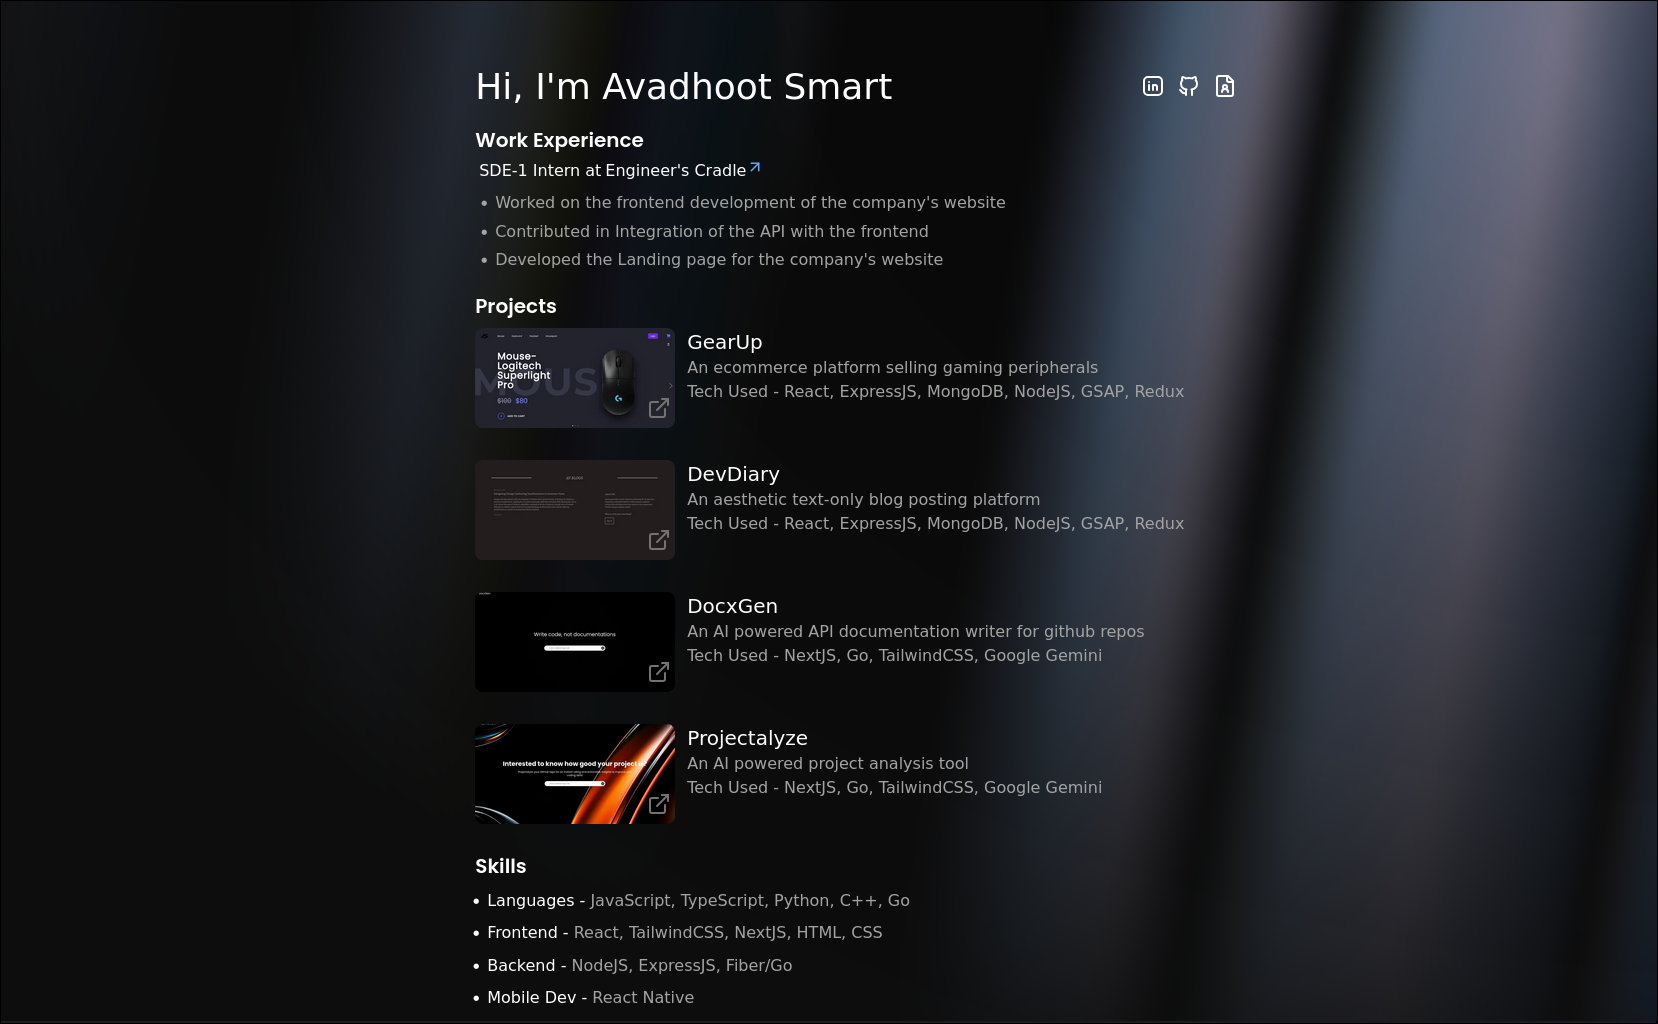 Hi, I'm Avadhoot Smart
Work Experience
SDE-1 Intern at Engineer's Cradle
• Worked on the frontend development of the company's website
• Contributed in Integration of the API with the frontend
• Developed the Landing page for the company's website
Projects
Mouse-
Logitech
Superlight
Pro
MOUS
$100 $80
ADD TO CART
GearUp
An ecommerce platform selling gaming peripherals
Tech Used - React, ExpressJS, MongoDB, NodeJS, GSAP, Redux
DevDiary
An aesthetic text-only blog posting platform
Tech Used - React, ExpressJS, MongoDB, NodeJS, GSAP, Redux
Write code, not documentations
DocxGen
An AI powered API documentation writer for github repos
Tech Used - NextJS, Go, TailwindCSS, Google Gemini
Interested to know how good your project is?
Projectalyze
An AI powered project analysis tool
Tech Used - NextJS, Go, TailwindCSS, Google Gemini
Skills
• Languages - JavaScript, TypeScript, Python, C++, Go
• Frontend - React, TailwindCSS, NextJS, HTML, CSS
• Backend - NodeJS, ExpressJS, Fiber/Go
• Mobile Dev - React Native